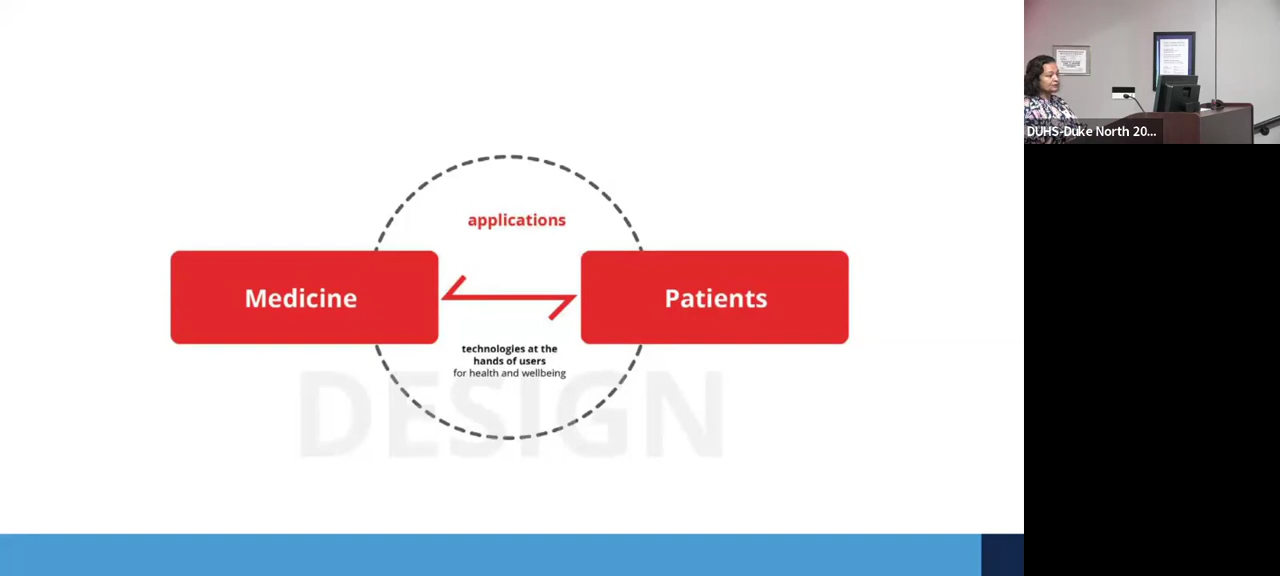 applications
Medicine
Patients
technologies at the
hands of users
for health and wellbeing
DESIGN
DUHS-Duke North 20...